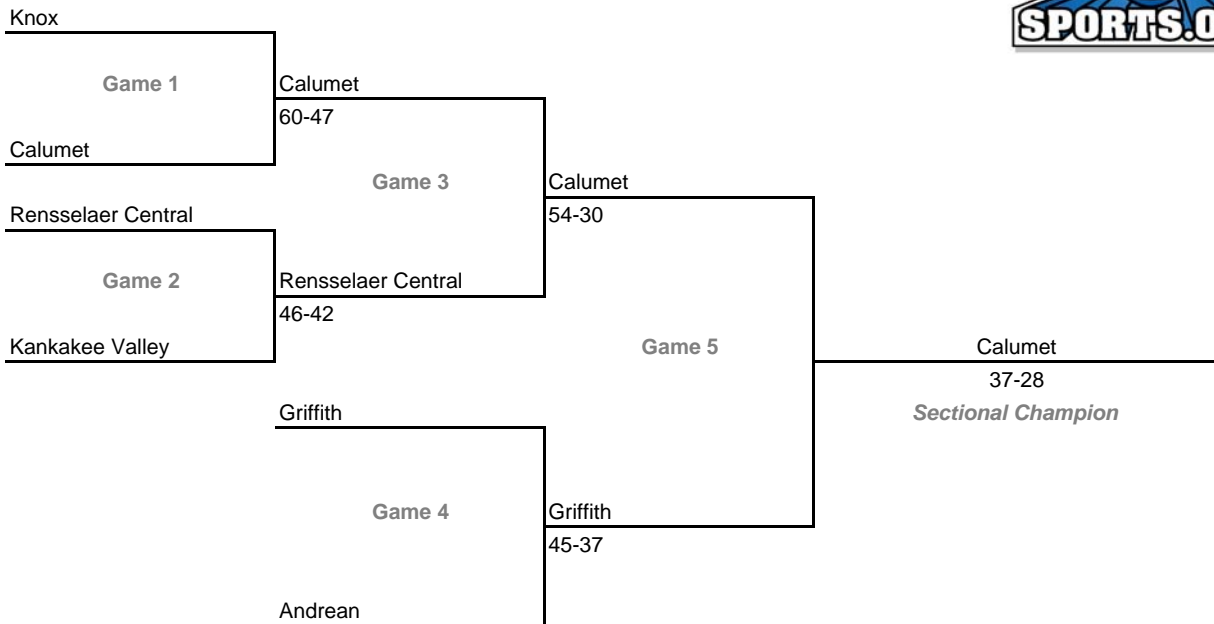 Knox
SPORTS.O
Game 1
Calumet
60-47
Calumet
Game 3
Calumet
Rensselaer Central
54-30
Game 2
Rensselaer Central
46-42
Kankakee Valley
Game 5
Calumet
37-28
Griffith
Sectional Champion
Game 4
Griffith
45-37
Andrean